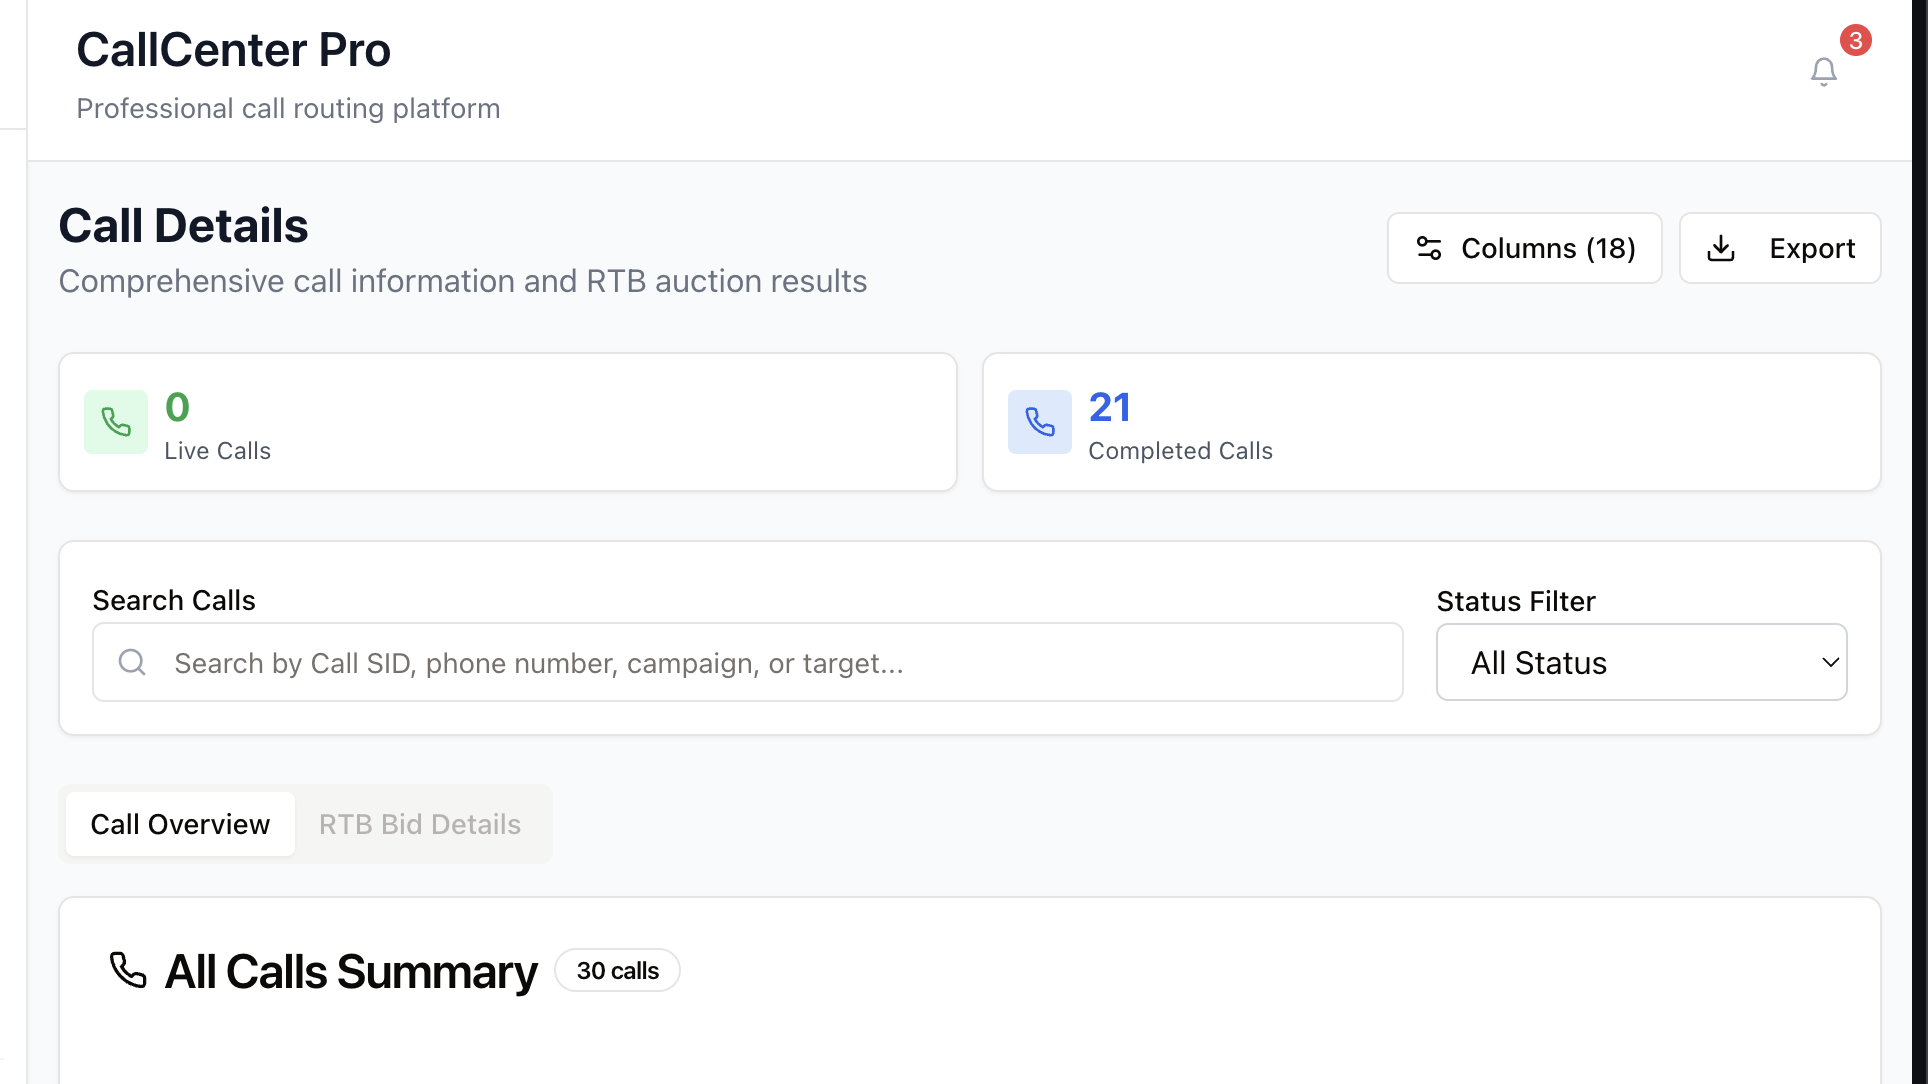 CallCenter Pro
3
Professional call routing platform
Call Details
Columns (18)
Export
Comprehensive call information and RTB auction results
0
Live Calls
21
Completed Calls
Search Calls
Status Filter
Search by Call SID, phone number, campaign, or target...
All Status
Call Overview
RTB Bid Details
All Calls Summary
30 calls